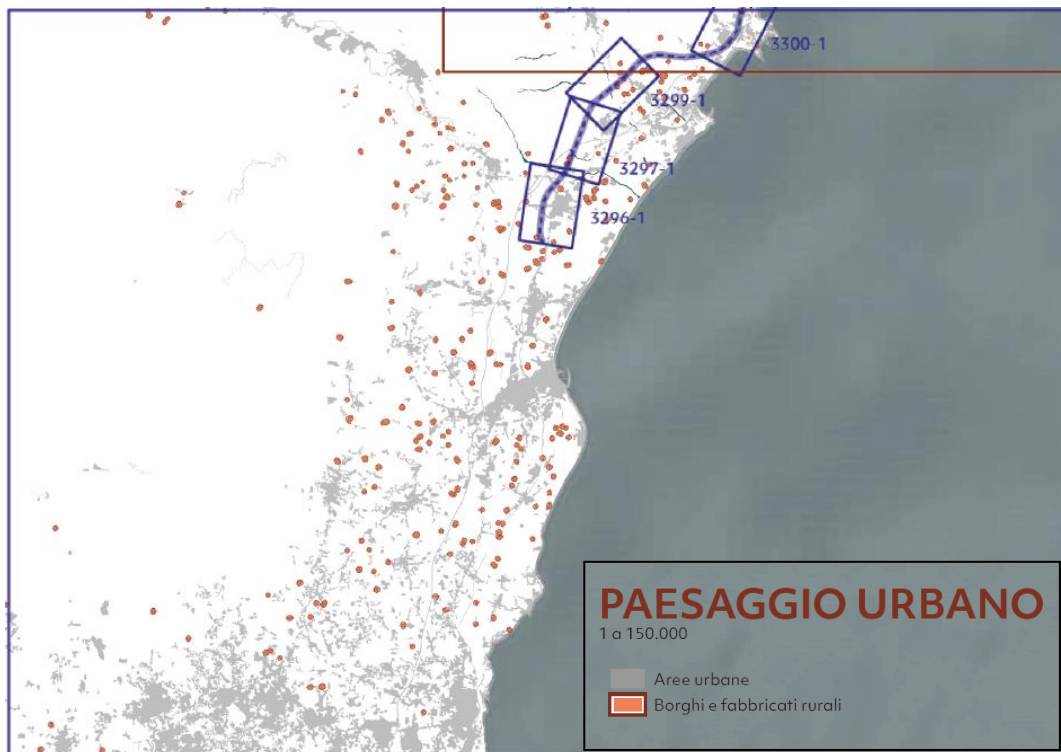 3300-1
3299-1
3297-1
3296-1
PAESAGGIO URBANO
1 a 150.000
Aree urbane
Borghi e fabbricati rurali